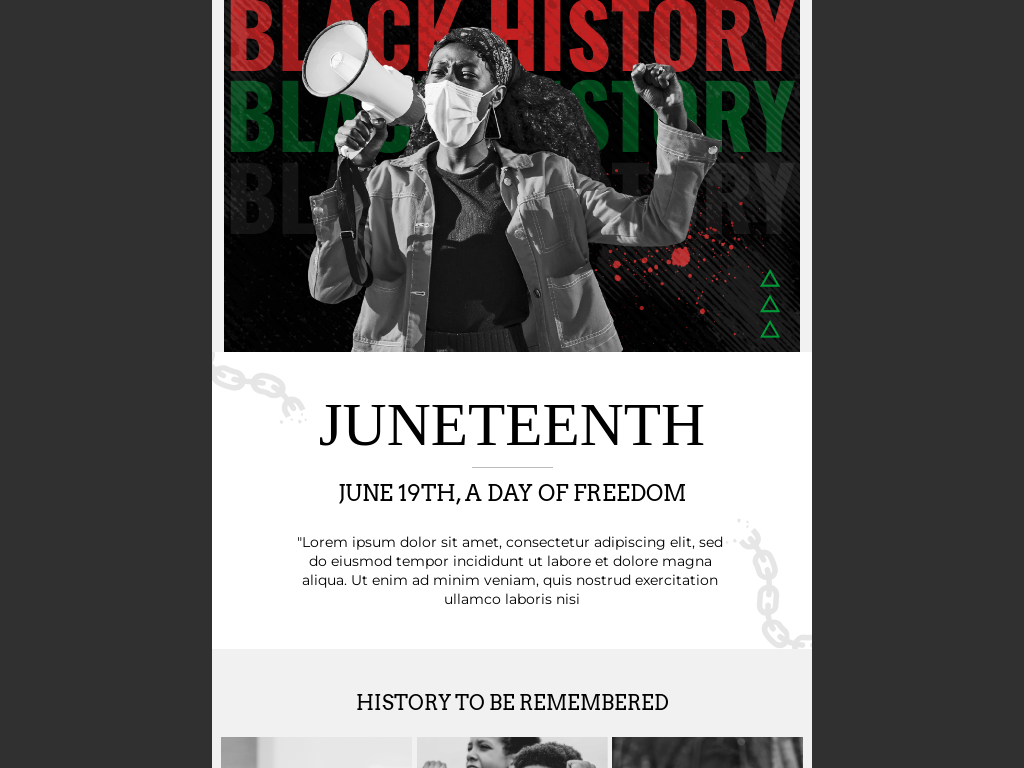 BLACK HISTORY
BLACK HISTORY
BLACK HISTORY
JUNETEENTH
JUNE 19TH, A DAY OF FREEDOM
"Lorem ipsum dolor sit amet, consectetur adipiscing elit, sed
do eiusmod tempor incididunt ut labore et dolore magna
aliqua. Ut enim ad minim veniam, quis nostrud exercitation
ullamco laboris nisi
HISTORY TO BE REMEMBERED